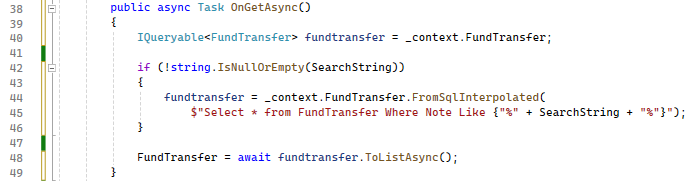 38 public async Task OnGetAsync()
39 {
40 IQueryable<FundTransfer> fundtransfer = _context.FundTransfer;
41
42 if (!string.IsNullOrEmpty(SearchString))
43 {
44 fundtransfer = _context.FundTransfer.FromSqlInterpolated(
45 $"Select * from FundTransfer Where Note Like {"%" + SearchString + "%"}");
46 }
47
48 FundTransfer = await fundtransfer.ToListAsync();
49 }